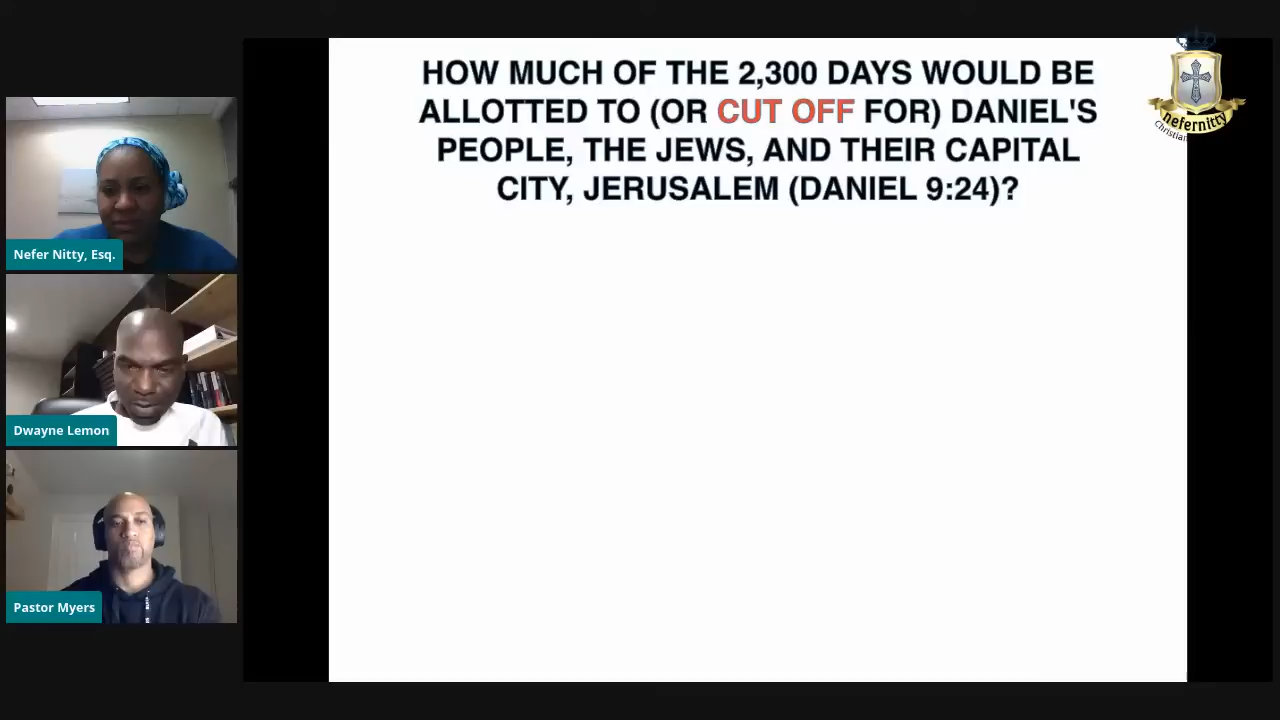 HOW MUCH OF THE 2,300 DAYS WOULD BE
ALLOTTED TO (OR CUT OFF FOR) DANIEL'S
PEOPLE, THE JEWS, AND THEIR CAPITAL
CITY, JERUSALEM (DANIEL 9:24)?
nefernitty
Christian
Nefer Nitty, Esq.
Dwayne Lemon
Pastor Myers